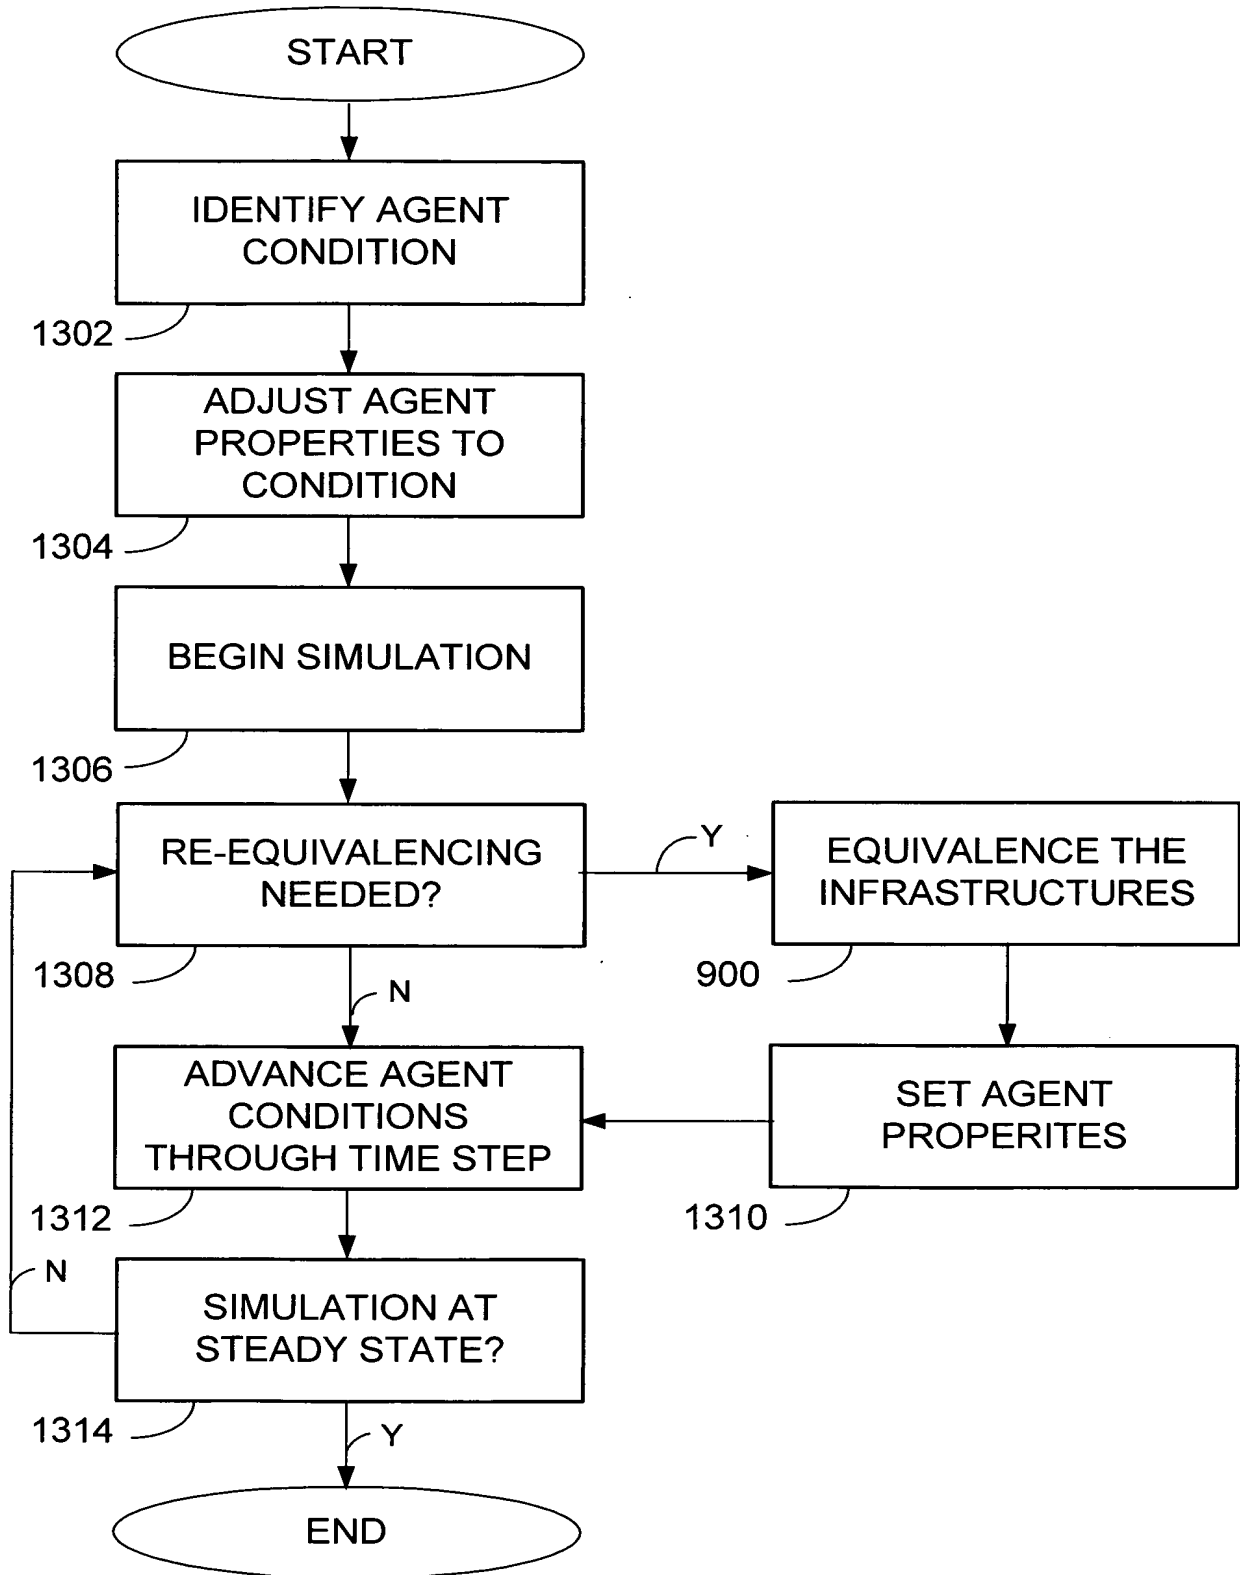 START
IDENTIFY AGENT
CONDITION
1302
ADJUST AGENT
PROPERTIES TO
CONDITION
1304
BEGIN SIMULATION
1306
RE-EQUIVALENCING
NEEDED?
1308
Y
EQUIVALENCE THE
INFRASTRUCTURES
900
N
ADVANCE AGENT
CONDITIONS
THROUGH TIME STEP
1312
SET AGENT
PROPERITES
1310
N
SIMULATION AT
STEADY STATE?
1314
Y
END